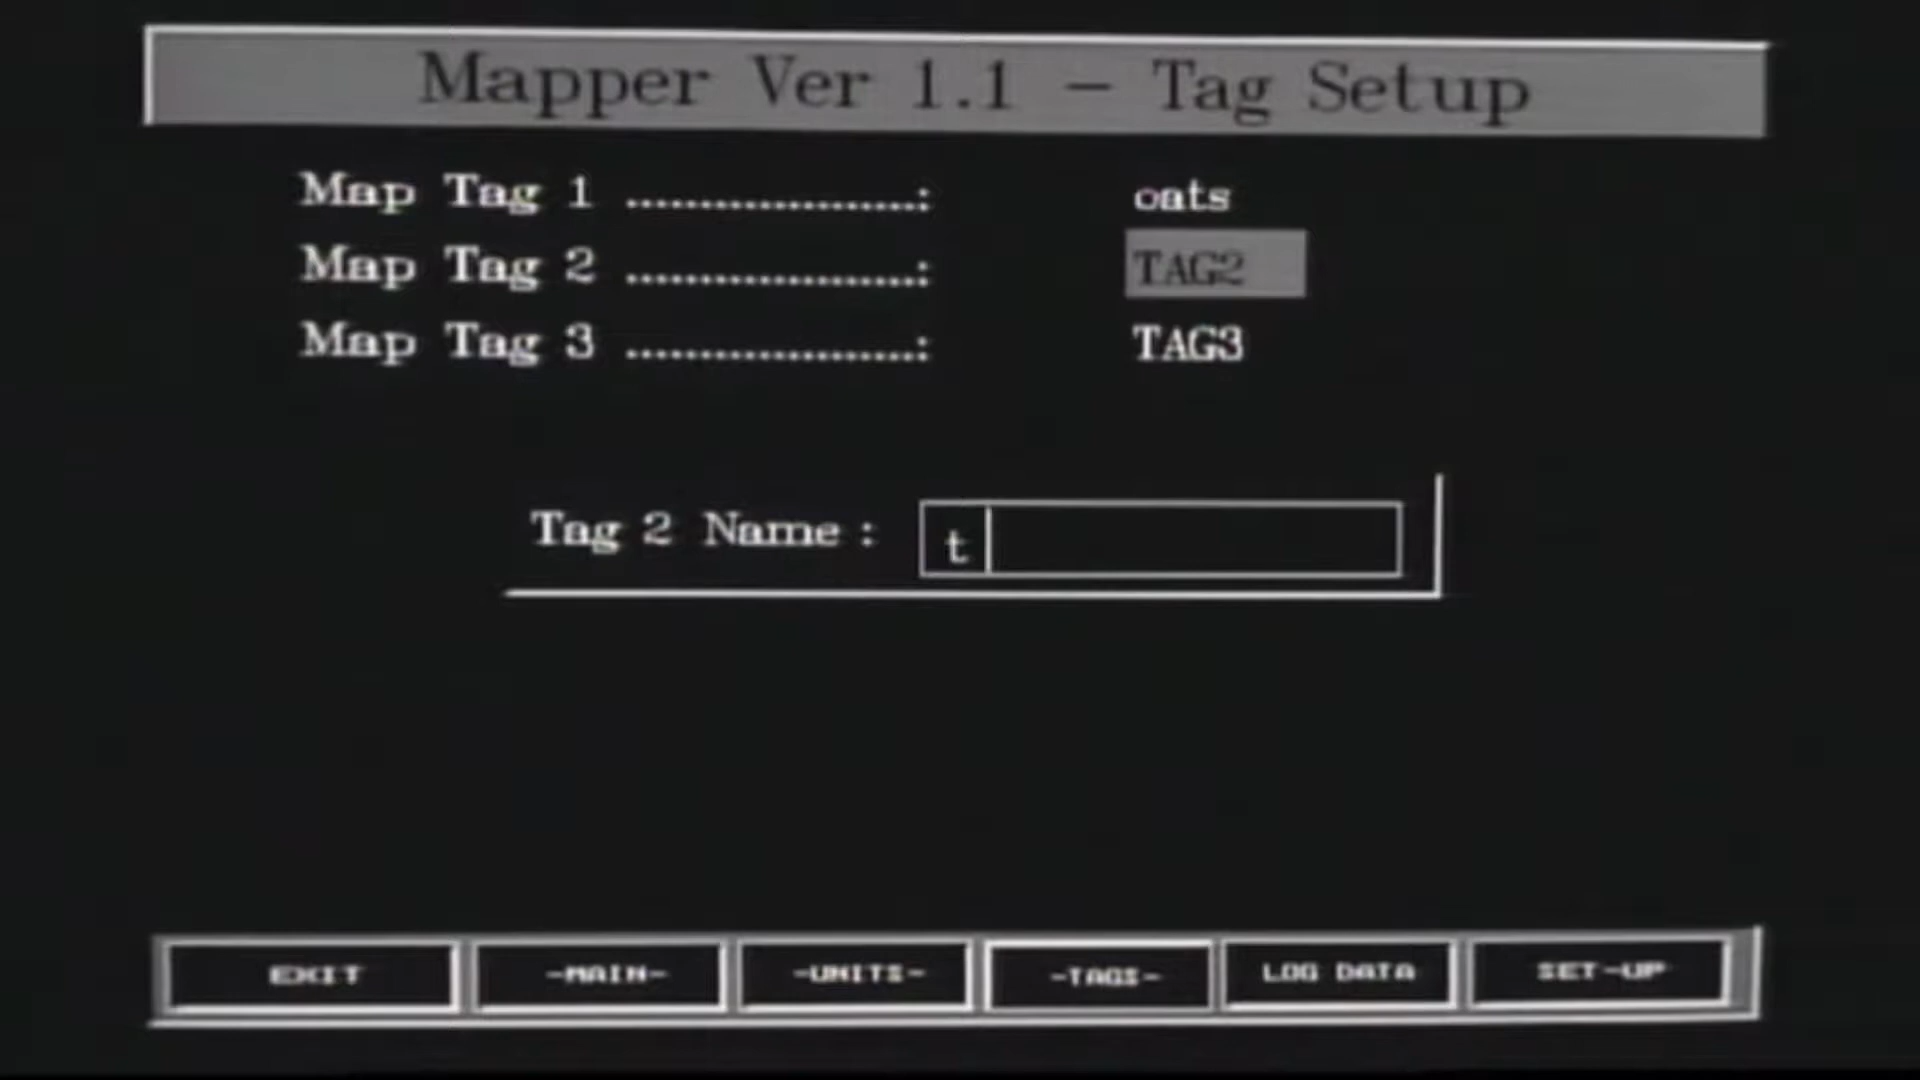 Mapper Ver 1.1 - Tag Setup
Map Tag 1 ....................: oats
Map Tag 2 ....................: TAG2
Map Tag 3 ....................: TAG3
Tag 2 Name : t
EXIT -MAIN- -UNITS- -TAGS- LOG DATA SET-UP